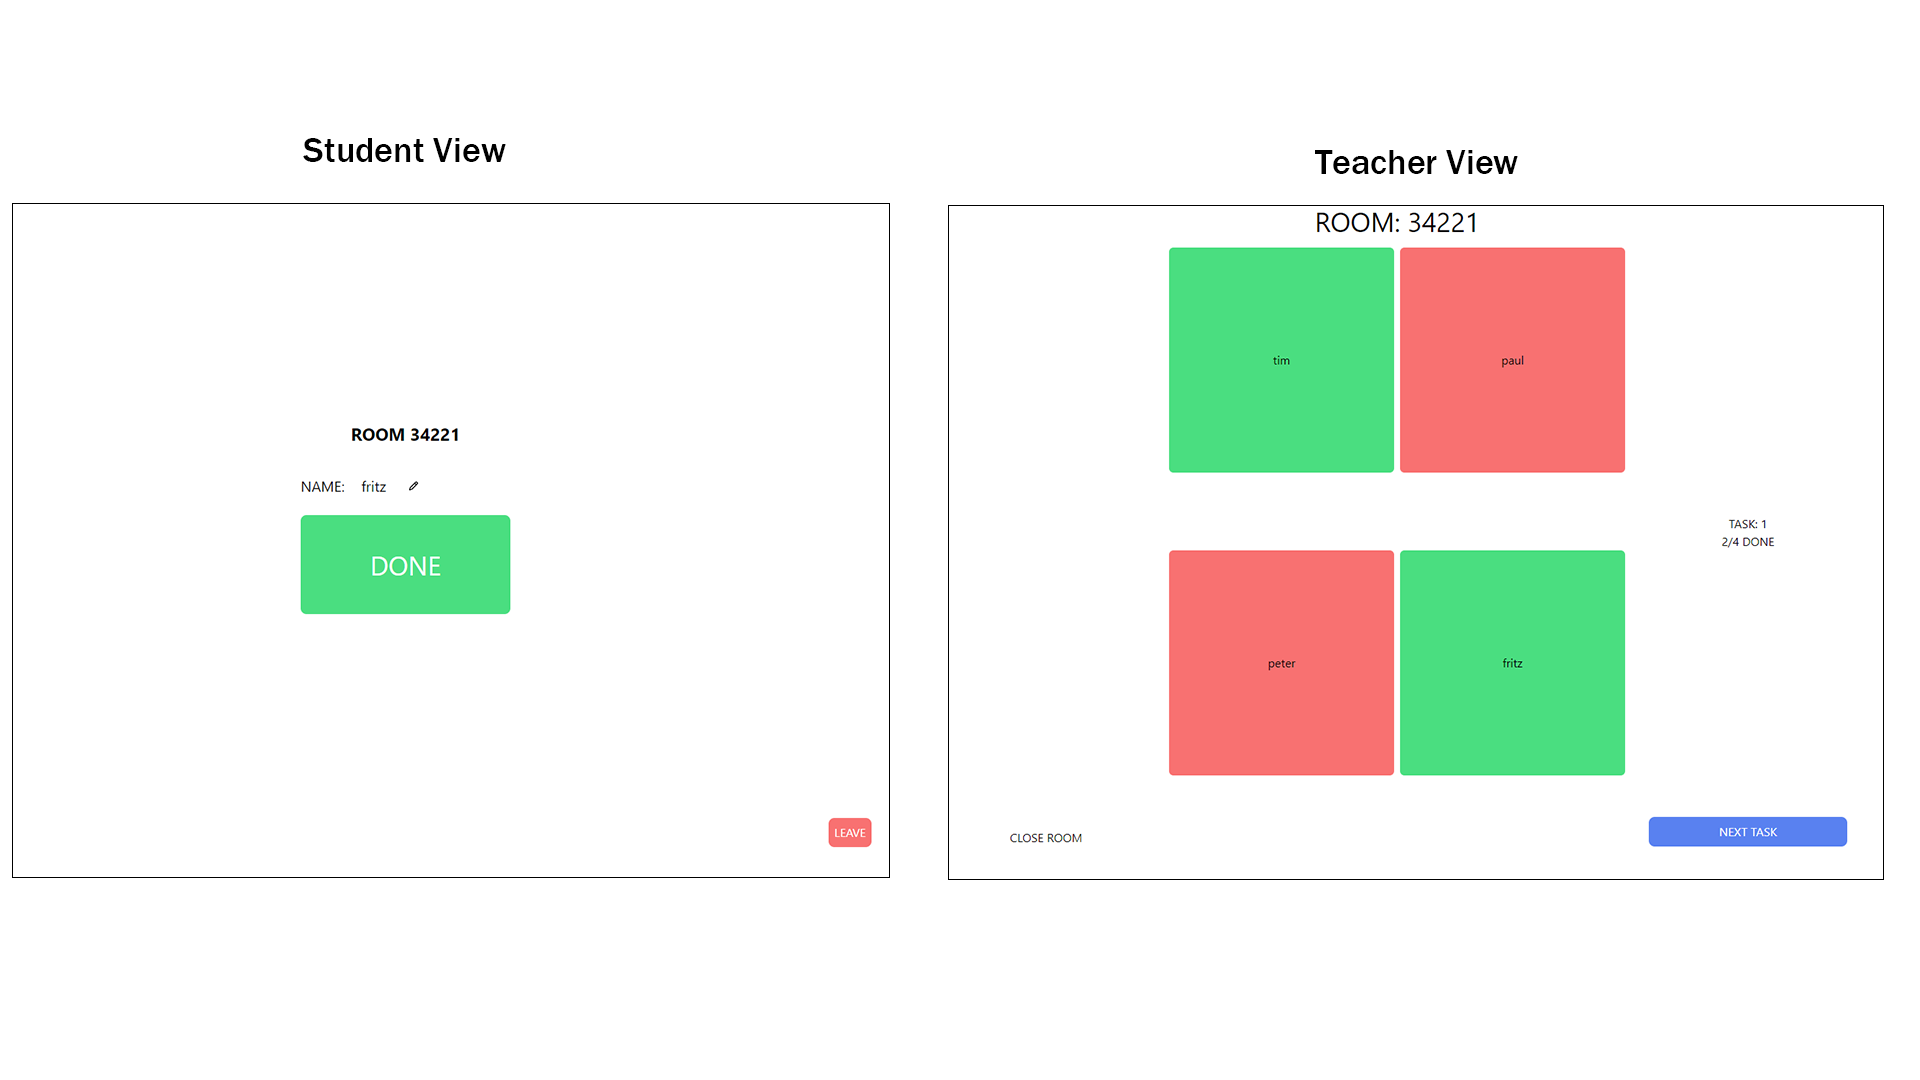 Student View
ROOM 34221
NAME: fritz
DONE
LEAVE
Teacher View
ROOM: 34221
tim
paul
peter
fritz
TASK: 1
2/4 DONE
CLOSE ROOM
NEXT TASK